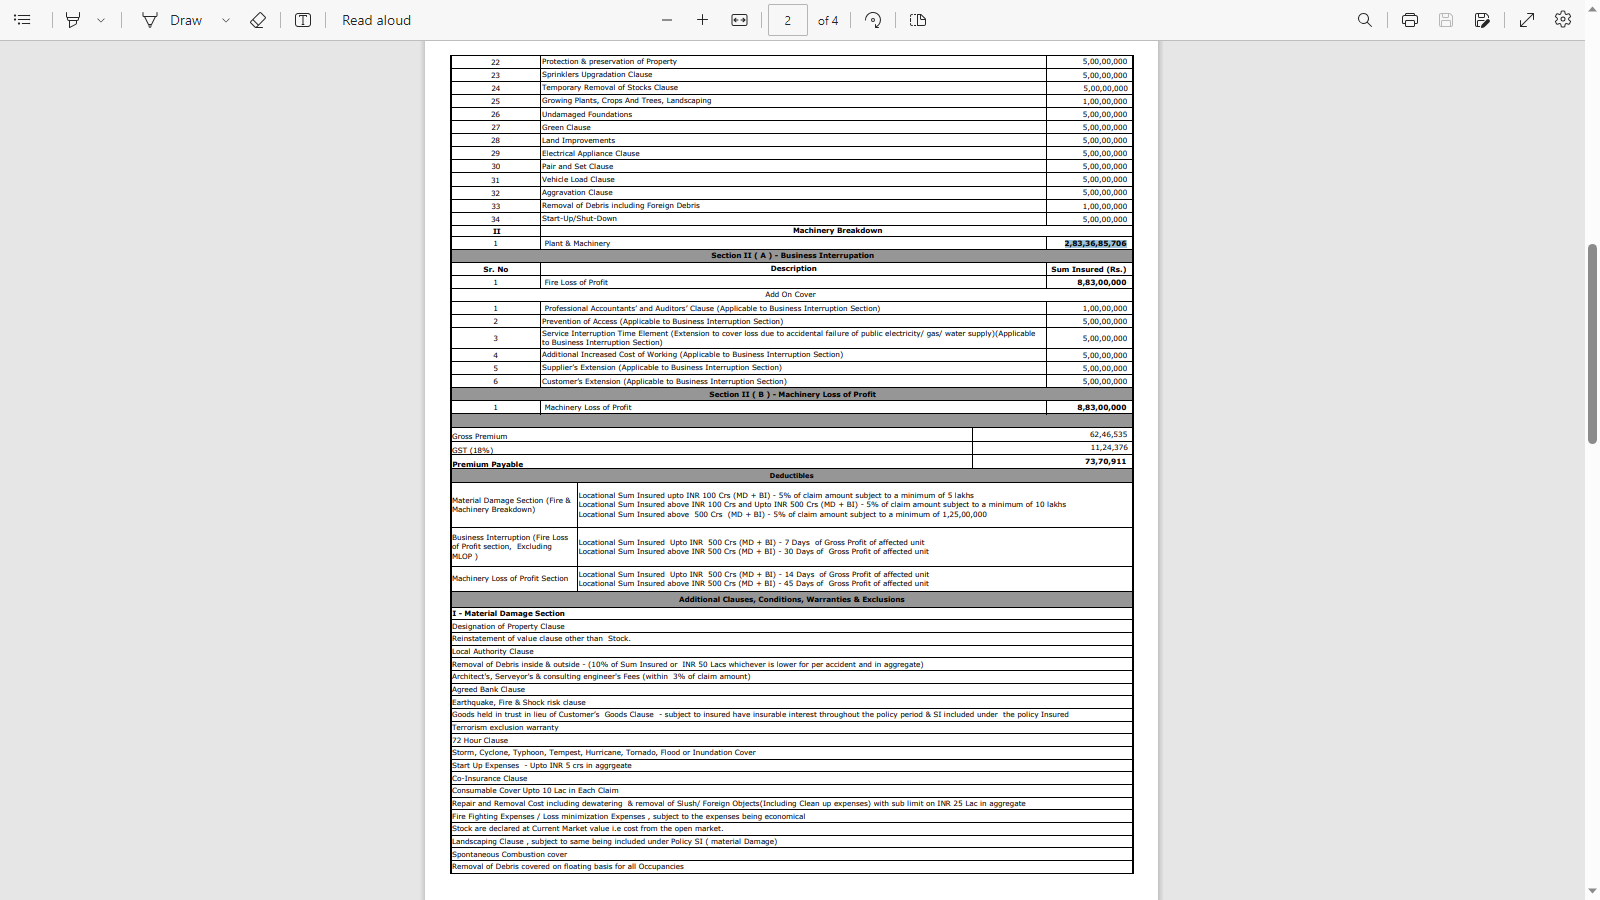 Draw
Read aloud
2 of 4
22 Protection & preservation of Property 5,00,00,000
23 Sprinklers Upgradation Clause 5,00,00,000
24 Temporary Removal of Stocks Clause 5,00,00,000
25 Growing Plants, Crops And Trees, Landscaping 1,00,00,000
26 Undamaged Foundations 5,00,00,000
27 Green Clause 5,00,00,000
28 Land Improvements 5,00,00,000
29 Electrical Appliance Clause 5,00,00,000
30 Pair and Set Clause 5,00,00,000
31 Vehicle Load Clause 5,00,00,000
32 Aggravation Clause 5,00,00,000
33 Removal of Debris including Foreign Debris 1,00,00,000
34 Start-Up/Shut-Down 5,00,00,000
II Machinery Breakdown
1 Plant & Machinery 2,83,36,85,706
Section II ( A ) - Business Interrupation
Sr. No Description Sum Insured (Rs.)
1 Fire Loss of Profit 8,83,00,000
Add On Cover
1 Professional Accountants' and Auditors' Clause (Applicable to Business Interruption Section) 1,00,00,000
2 Prevention of Access (Applicable to Business Interruption Section) 5,00,00,000
3 Service Interruption Time Element (Extension to cover loss due to accidental failure of public electricity/ gas/ water supply)(Applicable
to Business Interruption Section) 5,00,00,000
4 Additional Increased Cost of Working (Applicable to Business Interruption Section) 5,00,00,000
5 Supplier's Extension (Applicable to Business Interruption Section) 5,00,00,000
6 Customer's Extension (Applicable to Business Interruption Section) 5,00,00,000
Section II ( B ) - Machinery Loss of Profit
1 Machinery Loss of Profit 8,83,00,000
Gross Premium 62,46,535
GST (18%) 11,24,376
Premium Payable 73,70,911
Deductibles
Material Damage Section (Fire &
Machinery Breakdown)
Locational Sum Insured upto INR 100 Crs (MD + BI) - 5% of claim amount subject to a minimum of 5 lakhs
Locational Sum Insured above INR 100 Crs and Upto INR 500 Crs (MD + BI) - 5% of claim amount subject to a minimum of 10 lakhs
Locational Sum Insured above 500 Crs (MD + BI) - 5% of claim amount subject to a minimum of 1,25,00,000
Business Interruption (Fire Loss
of Profit section, Excluding
MLOP )
Locational Sum Insured Upto INR 500 Crs (MD + BI) - 7 Days of Gross Profit of affected unit
Locational Sum Insured above INR 500 Crs (MD + BI) - 30 Days of Gross Profit of affected unit
Machinery Loss of Profit Section
Locational Sum Insured Upto INR 500 Crs (MD + BI) - 14 Days of Gross Profit of affected unit
Locational Sum Insured above INR 500 Crs (MD + BI) - 45 Days of Gross Profit of affected unit
Additional Clauses, Conditions, Warranties & Exclusions
I - Material Damage Section
Designation of Property Clause
Reinstatement of value clause other than Stock.
Local Authority Clause
Removal of Debris inside & outside - (10% of Sum Insured or INR 50 Lacs whichever is lower for per accident and in aggregate)
Architect's, Serveyor's & consulting engineer's Fees (within 3% of claim amount)
Agreed Bank Clause
Earthquake, Fire & Shock risk clause
Goods held in trust in lieu of Customer's Goods Clause - subject to insured have insurable interest throughout the policy period & SI included under the policy Insured
Terrorism exclusion warranty
72 Hour Clause
Storm, Cyclone, Typhoon, Tempest, Hurricane, Tornado, Flood or Inundation Cover
Start Up Expenses - Upto INR 5 crs in aggrgeate
Co-Insurance Clause
Consumable Cover Upto 10 Lac in Each Claim
Repair and Removal Cost including dewatering & removal of Slush/ Foreign Objects(Including Clean up expenses) with sub limit on INR 25 Lac in aggregate
Fire Fighting Expenses / Loss minimization Expenses , subject to the expenses being economical
Stock are declared at Current Market value i.e cost from the open market.
Landscaping Clause , subject to same being included under Policy SI ( material Damage)
Spontaneous Combustion cover
Removal of Debris covered on floating basis for all Occupancies